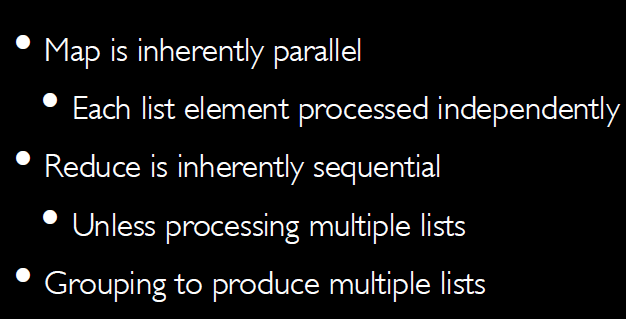 • Map is inherently parallel
• Each list element processed independently
• Reduce is inherently sequential
• Unless processing multiple lists
• Grouping to produce multiple lists